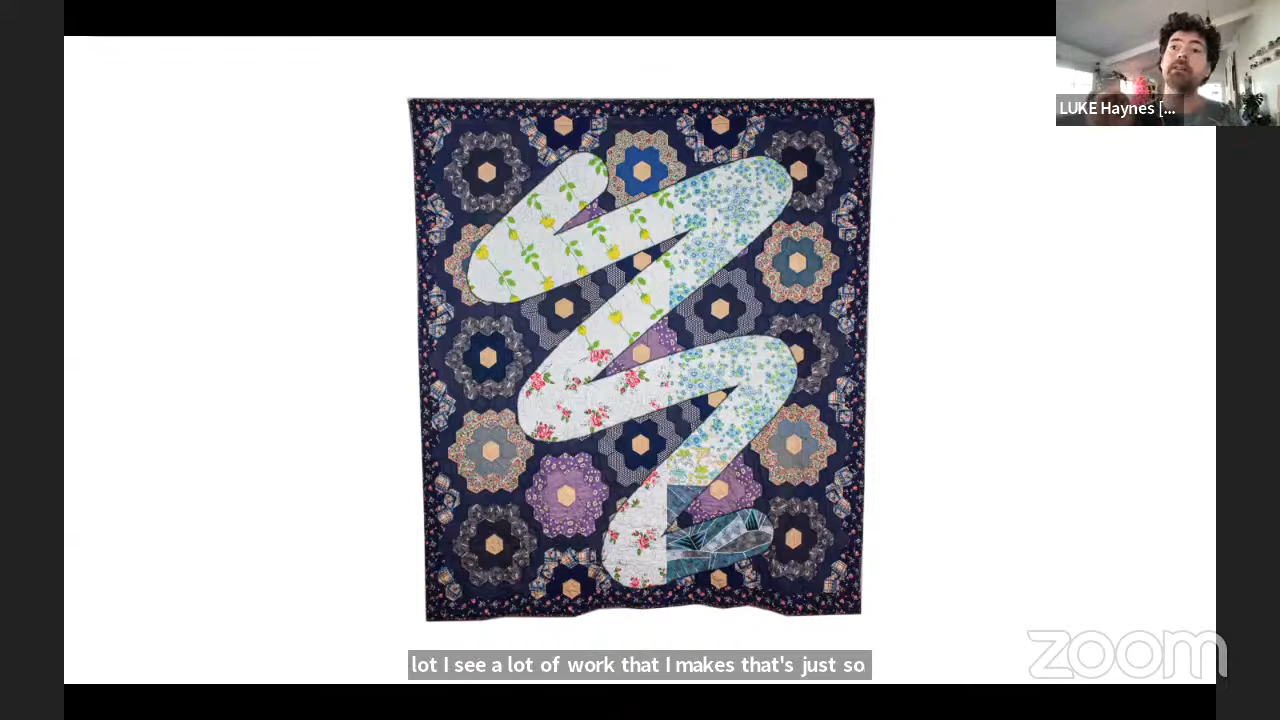 LUKE Haynes [...
lot I see a lot of work that I makes that's just so
zoom